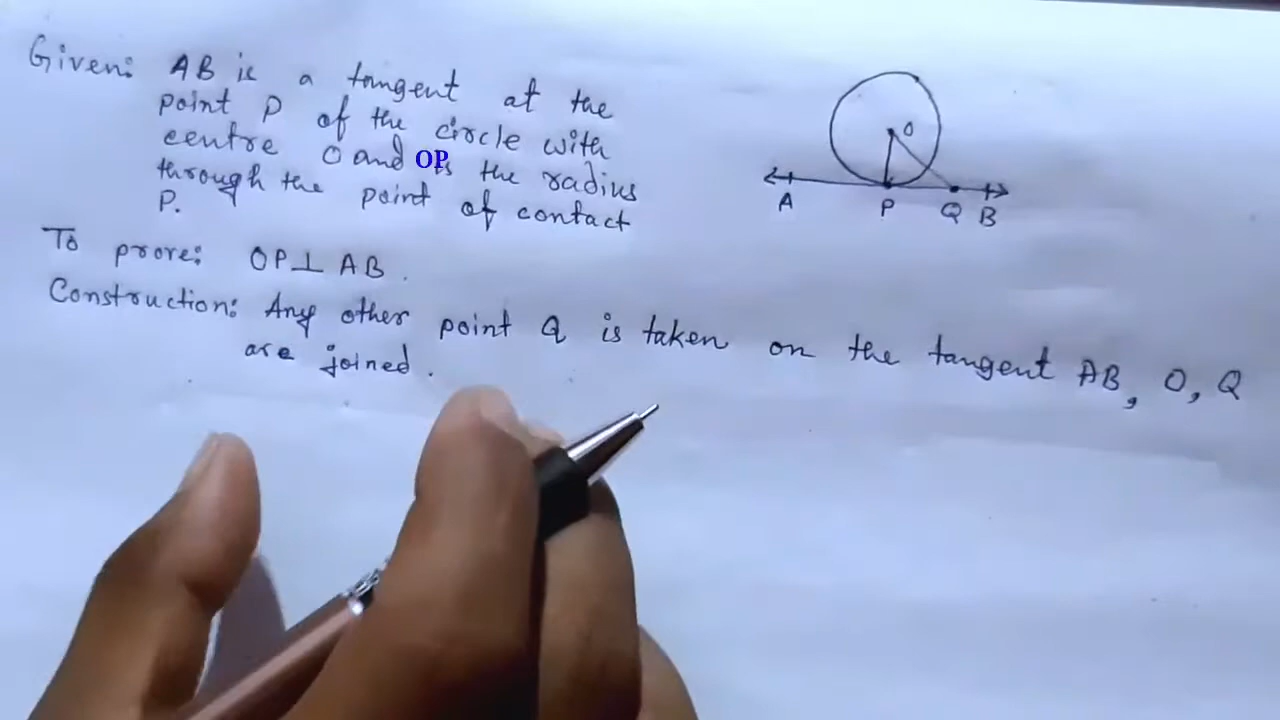 Given: AB is a tangent at the
point P of the circle with
centre O and OP is the radius
through the point of contact
P.
To prove: OP⊥AB.
Construction: Any other point Q is taken on the tangent AB, O, Q
are joined.
O
A P Q B